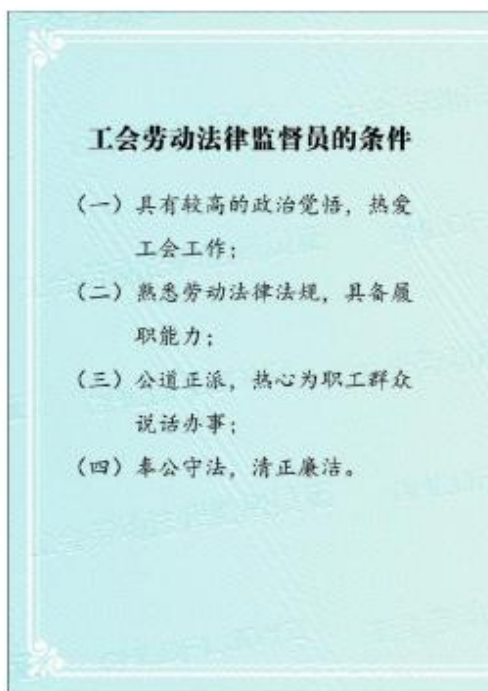 工会劳动法律监督员的条件
（一）具有较高的政治觉悟，热爱
工会工作；
（二）熟悉劳动法律法规，具备履
职能力；
（三）公道正派，热心为职工群众
说话办事；
（四）奉公守法，清正廉洁。